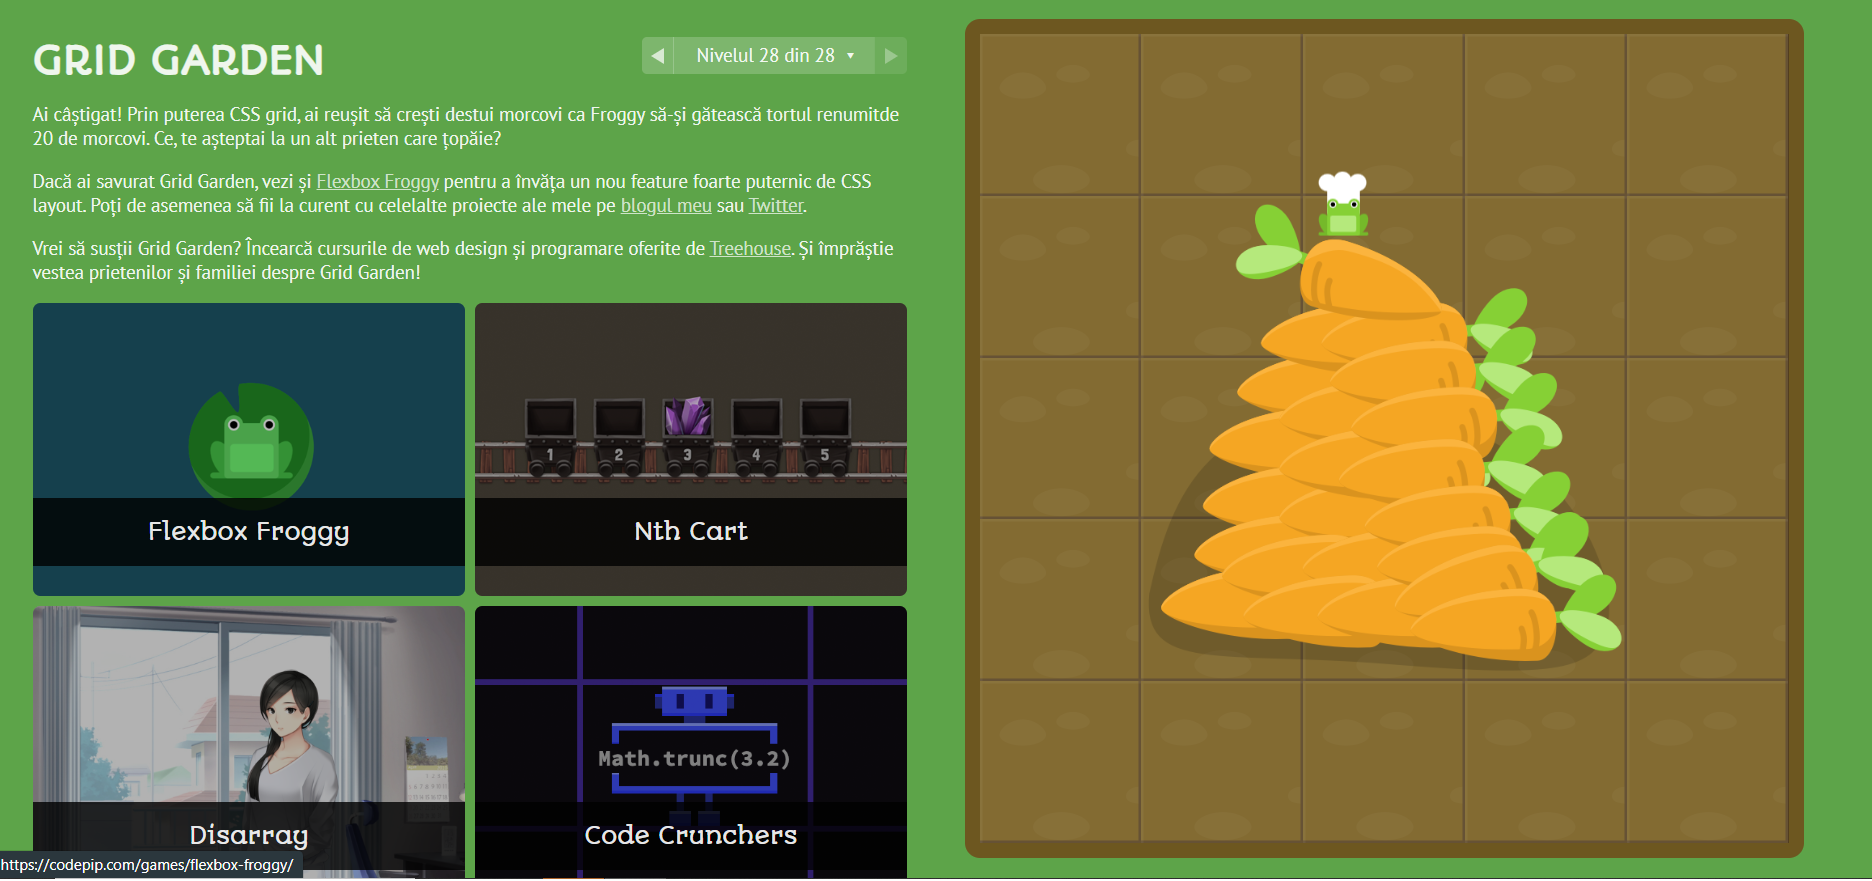 GRID GARDEN
Nivelul 28 din 28
Ai câștigat! Prin puterea CSS grid, ai reușit să crești destui morcovi ca Froggy să-și gătească tortul renumitde
20 de morcovi. Ce, te așteptai la un alt prieten care țopăie?
Dacă ai savurat Grid Garden, vezi și Flexbox Froggy pentru a învăța un nou feature foarte puternic de CSS
layout. Poți de asemenea să fii la curent cu celelalte proiecte ale mele pe blogul meu sau Twitter.
Vrei să susții Grid Garden? Încearcă cursurile de web design și programare oferite de Treehouse. Și împrăștie
vestea prietenilor și familiei despre Grid Garden!
1 2 3 4 5
Flexbox Froggy
Nth Cart
Math.trunc(3.2)
Disarray
Code Crunchers
https://codepip.com/games/flexbox-froggy/